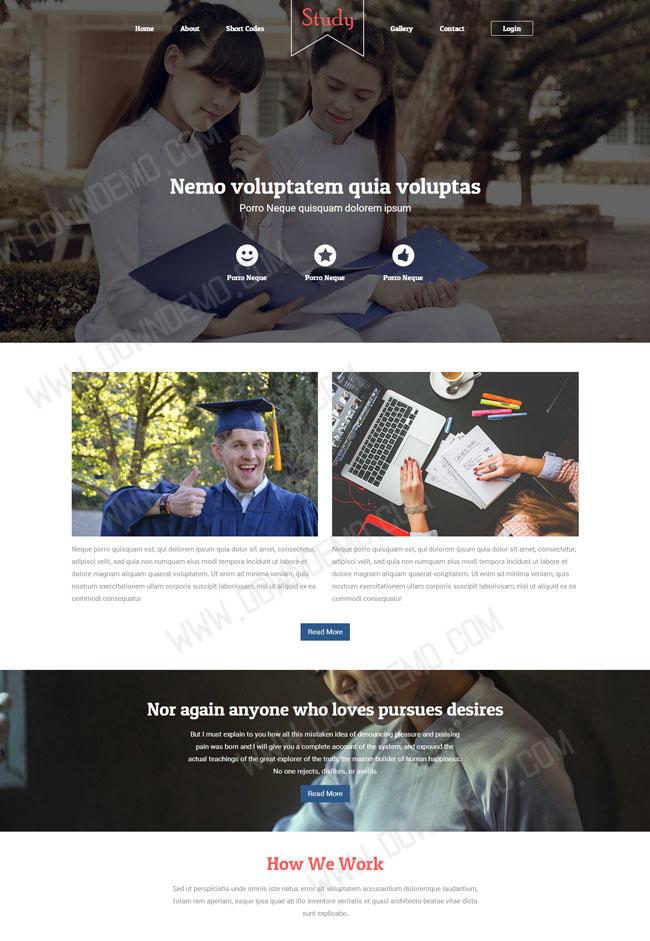 Home About Short Codes Study Gallery Contact Login
Nemo voluptatem quia voluptas
Porro Neque quisquam dolorem ipsum
Porro Neque Porro Neque Porro Neque
Neque porro quisquam est, qui dolorem ipsum quia dolor sit amet, consectetur,
adipisci velit, sed quia non numquam eius modi tempora incidunt ut labore et
dolore magnam aliquam quaerat voluptatem. Ut enim ad minima veniam, quis
nostrum exercitationem ullam corporis suscipit laboriosam, nisi ut aliquid ex ea
commodi consequatur
Neque porro quisquam est, qui dolorem ipsum quia dolor sit amet, consectetur,
adipisci velit, sed quia non numquam eius modi tempora incidunt ut labore et
dolore magnam aliquam quaerat voluptatem. Ut enim ad minima veniam, quis
nostrum exercitationem ullam corporis suscipit laboriosam, nisi ut aliquid ex ea
commodi consequatur
Read More
Nor again anyone who loves pursues desires
But I must explain to you how all this mistaken idea of denouncing pleasure and praising
pain was born and I will give you a complete account of the system, and expound the
actual teachings of the great explorer of the truth, the master-builder of human happiness.
No one rejects, dislikes, or avoids
Read More
How We Work
Sed ut perspiciatis unde omnis iste natus error sit voluptatem accusantium doloremque laudantium,
totam rem aperiam, eaque ipsa quae ab illo inventore veritatis et quasi architecto beatae vitae dicta
sunt explicabo.
WWW.DOWNDEMO.COM
WWW.DOWNDEMO.COM
WWW.DOWNDEMO.COM
WWW.DOWNDEMO.COM